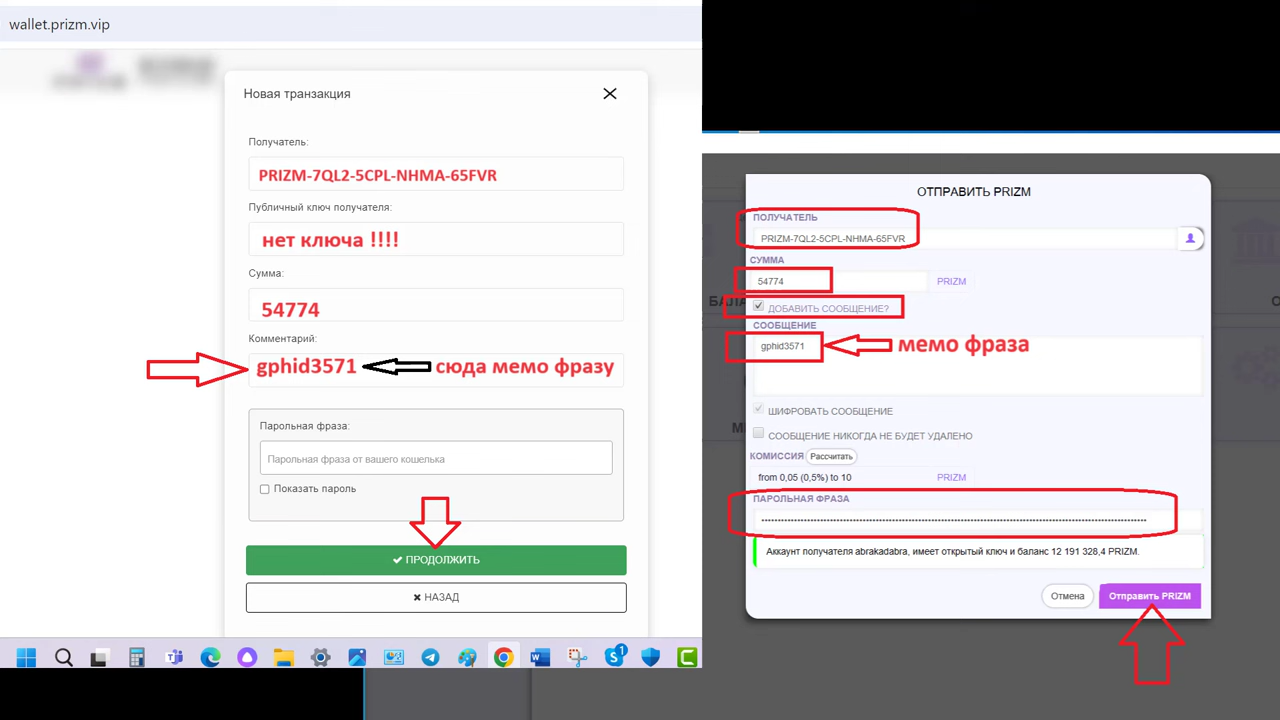 wallet.prizm.vip
Новая транзакция
Получатель:
PRIZM-7QL2-5CPL-NHMA-65FVR
Публичный ключ получателя:
нет ключа !!!!
Сумма:
54774
Комментарий:
gphid3571 сюда мемо фразу
Парольная фраза:
Парольная фраза от вашего кошелька
Показать пароль
ПРОДОЛЖИТЬ
НАЗАД
1
ОТПРАВИТЬ PRIZM
ПОЛУЧАТЕЛЬ
PRIZM-7QL2-5CPL-NHMA-65FVR
СУММА
54774 PRIZM
ДОБАВИТЬ СООБЩЕНИЕ?
СООБЩЕНИЕ
gphid3571 мемо фраза
ШИФРОВАТЬ СООБЩЕНИЕ
СООБЩЕНИЕ НИКОГДА НЕ БУДЕТ УДАЛЕНО
КОМИССИЯ Рассчитать
from 0,05 (0,5%) to 10 PRIZM
ПАРОЛЬНАЯ ФРАЗА
Аккаунт получателя abrakadabra, имеет открытый ключ и баланс 12 191 328,4 PRIZM.
Отмена Отправить PRIZM